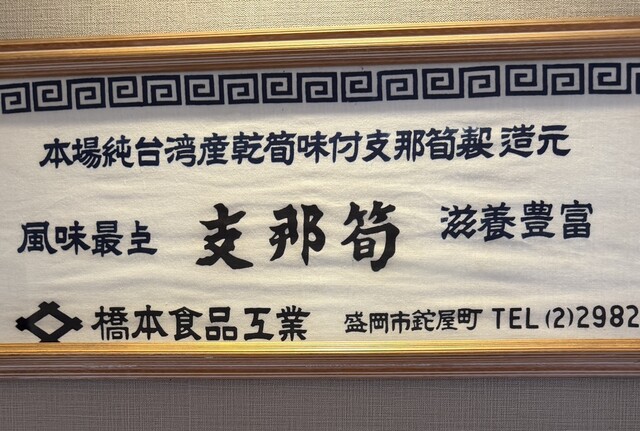 本場純台湾産乾筍味付支那筍製造元
風味最上 支那筍 滋養豊富
橋本食品工業 盛岡市鉈屋町 TEL(2)2982